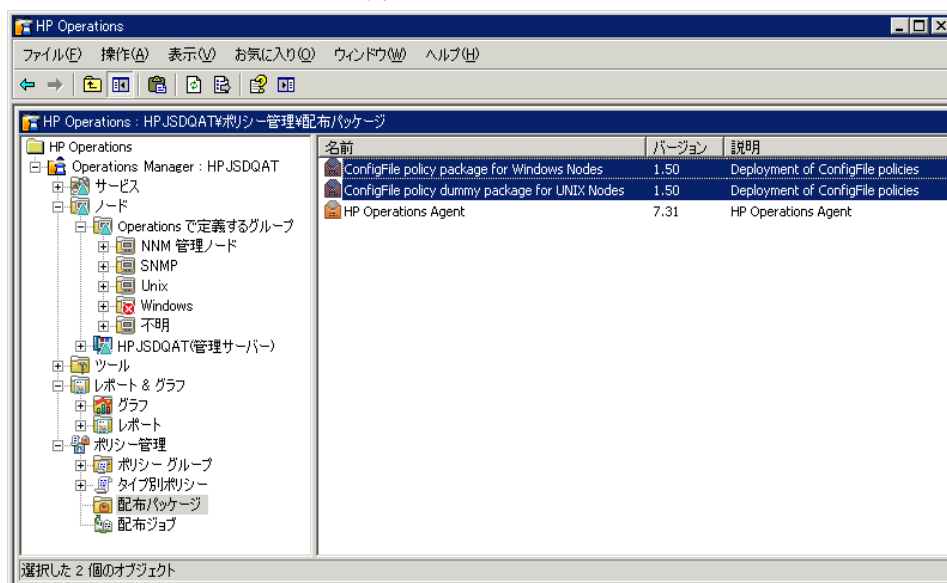 HP Operations
ファイル(F) 操作(A) 表示(V) お気に入り(O) ウィンドウ(W) ヘルプ(H)
HP Operations : HPJSDQAT¥ポリシー管理¥配布パッケージ
HP Operations
Operations Manager : HPJSDQAT
サービス
ノード
Operations で定義するグループ
NNM 管理ノード
SNMP
Unix
Windows
不明
HPJSDQAT(管理サーバー)
ツール
レポート & グラフ
グラフ
レポート
ポリシー管理
ポリシー グループ
タイプ別ポリシー
配布パッケージ
配布ジョブ
名前 バージョン 説明
ConfigFile policy package for Windows Nodes 1.50 Deployment of ConfigFile policies
ConfigFile policy dummy package for UNIX Nodes 1.50 Deployment of ConfigFile policies
HP Operations Agent 7.31 HP Operations Agent
選択した 2 個のオブジェクト